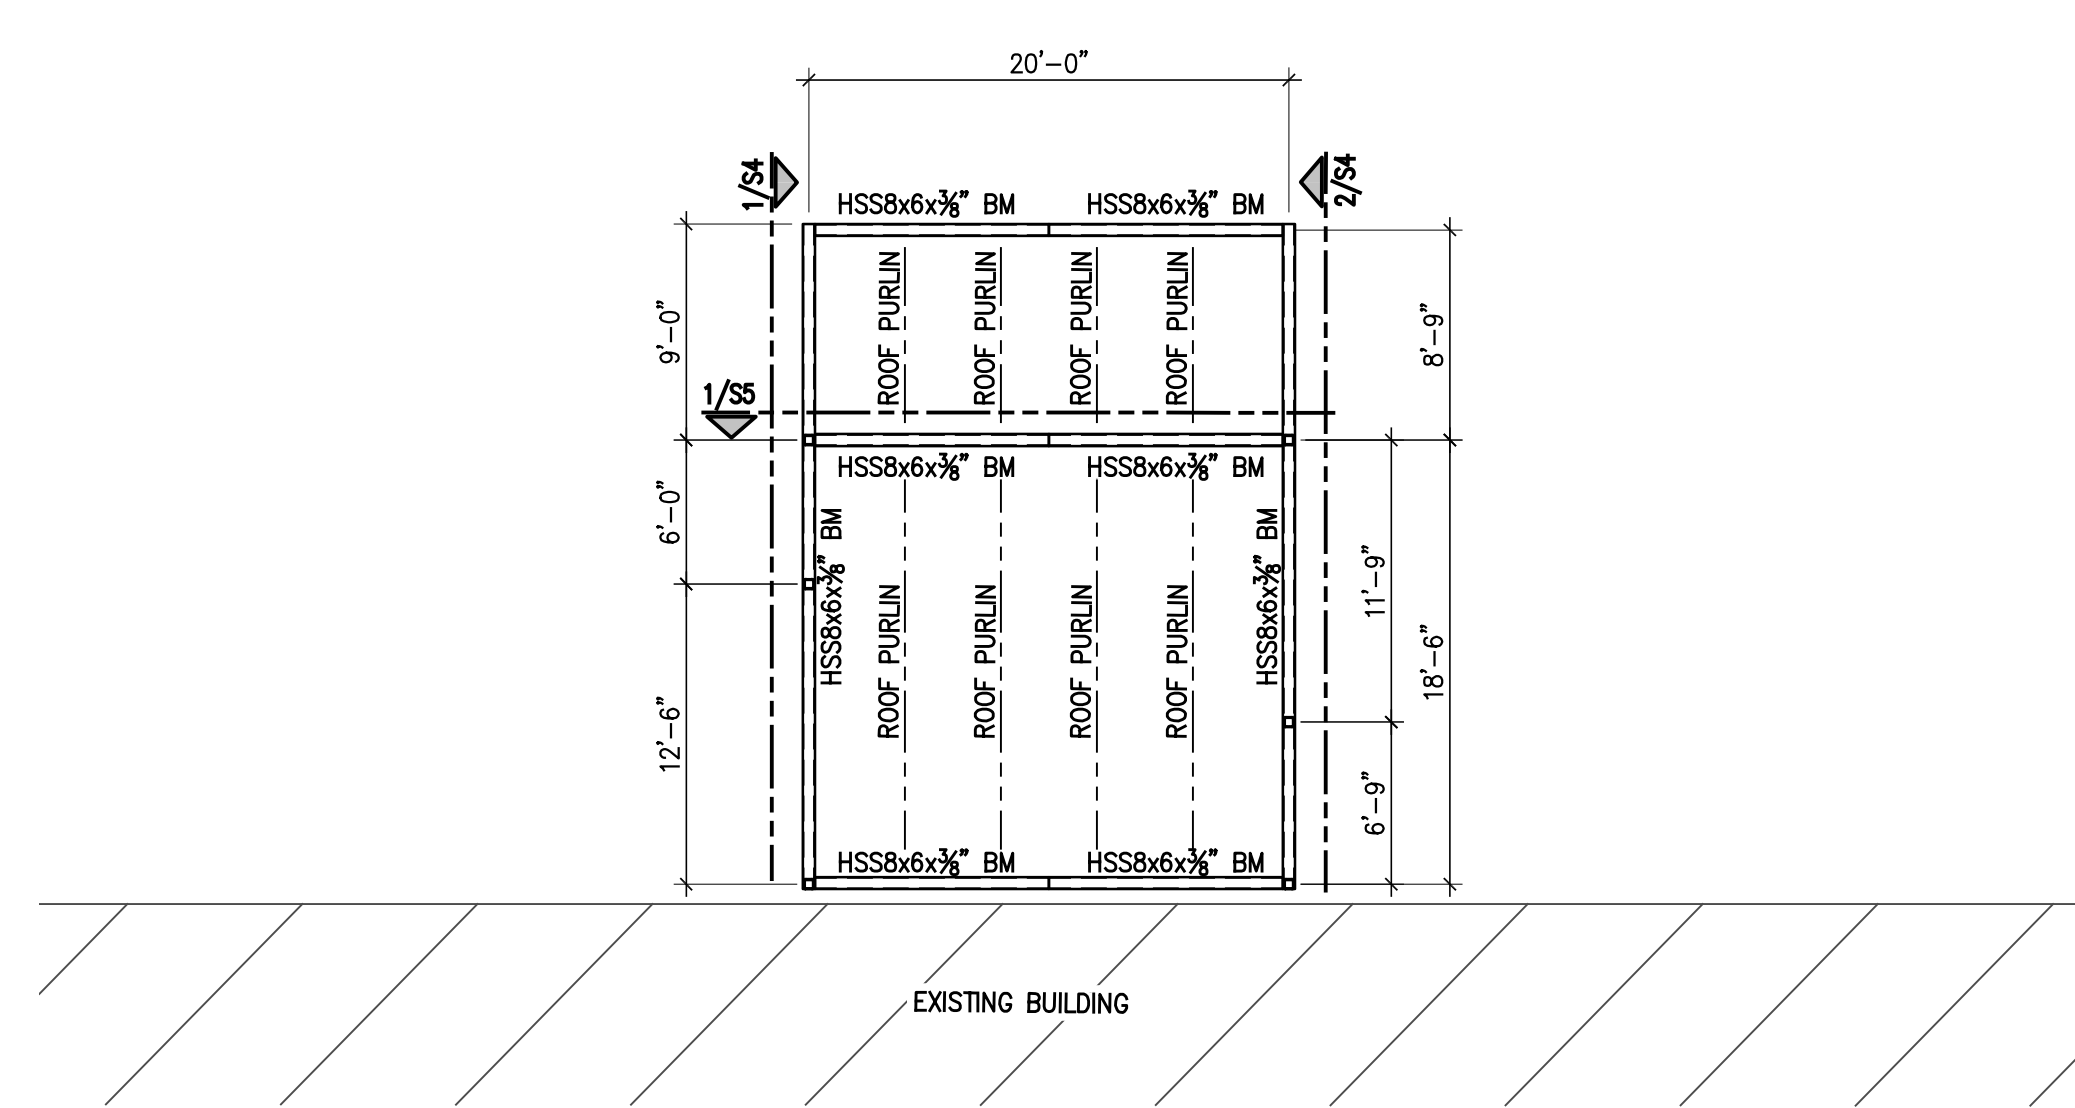 20'-0"
1/S4
2/S4
HSS8x6x⅜" BM
HSS8x6x⅜" BM
ROOF PURLIN
ROOF PURLIN
ROOF PURLIN
ROOF PURLIN
9'-0"
8'-9"
1/S5
HSS8x6x⅜" BM
HSS8x6x⅜" BM
6'-0"
HSS8x6x⅜" BM
HSS8x6x⅜" BM
11'-9"
ROOF PURLIN
ROOF PURLIN
ROOF PURLIN
ROOF PURLIN
18'-6"
12'-6"
6'-9"
HSS8x6x⅜" BM
HSS8x6x⅜" BM
EXISTING BUILDING